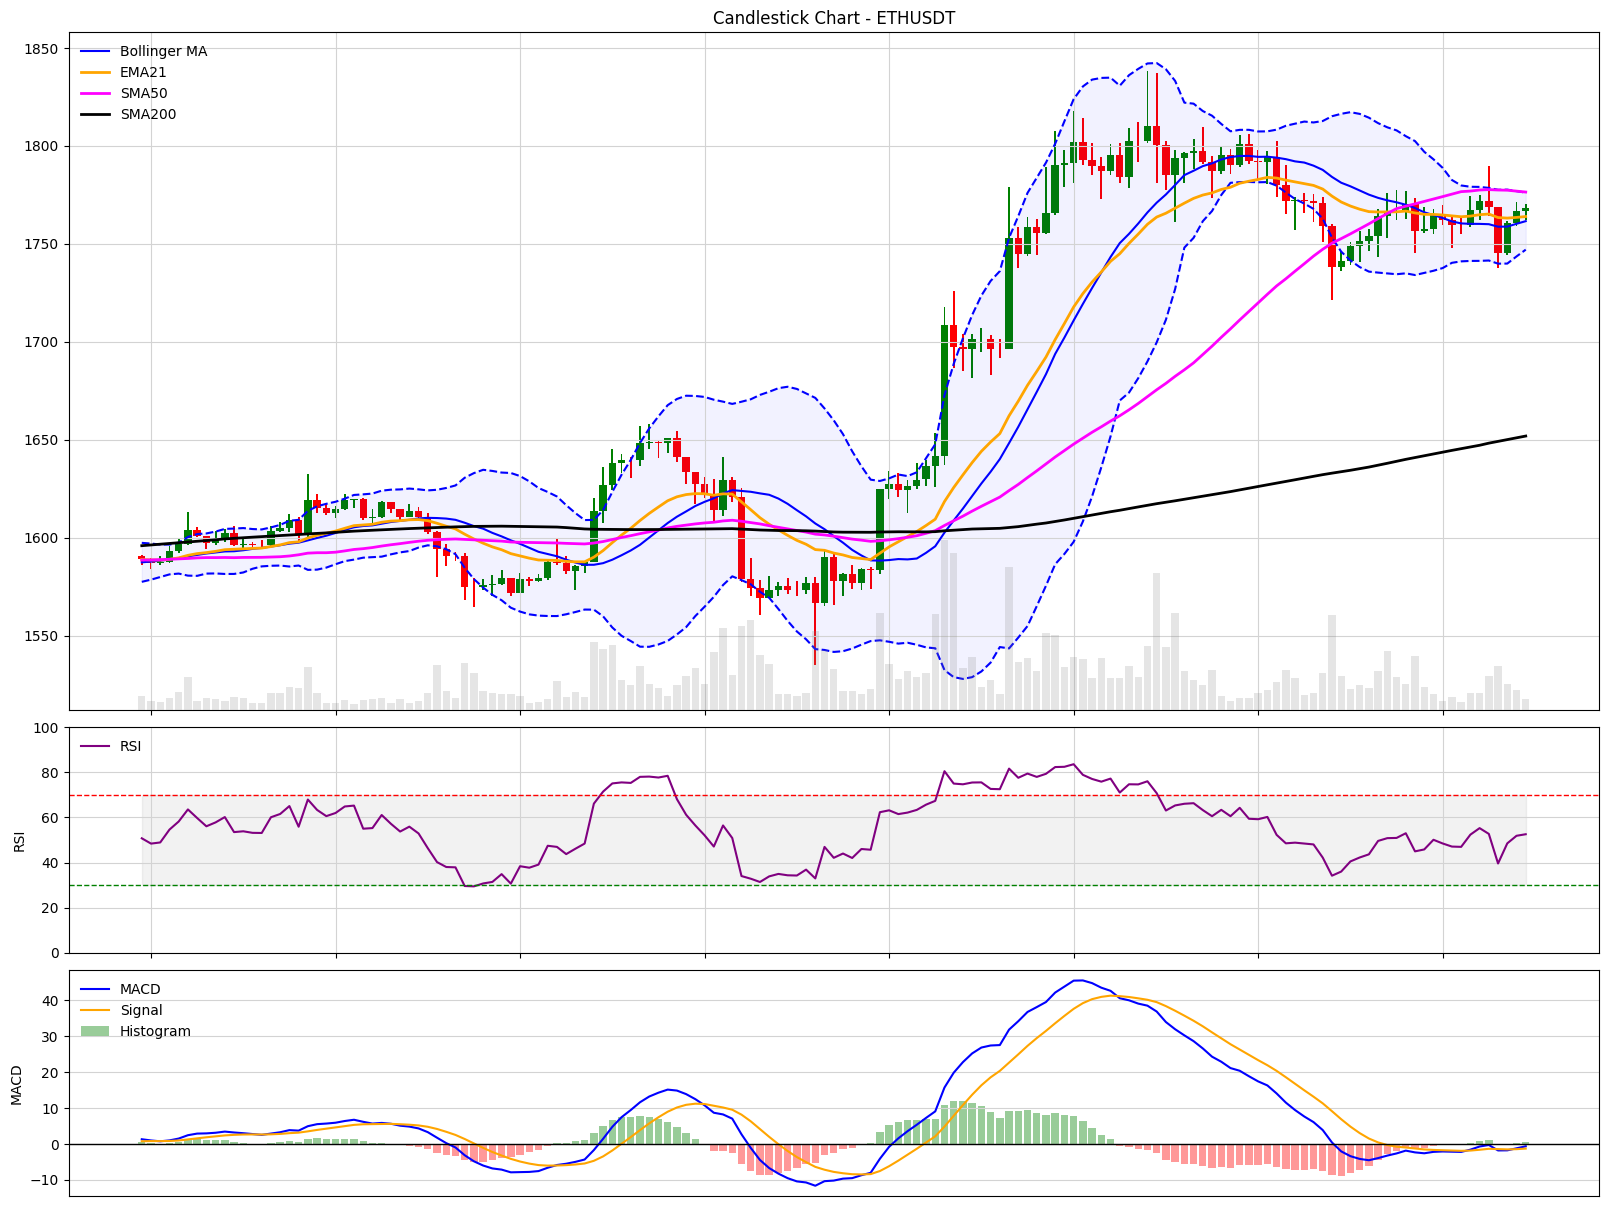 Candlestick Chart - ETHUSDT
Bollinger MA
EMA21
SMA50
SMA200
1850
1800
1750
1700
1650
1600
1550
RSI
100
80
60
40
20
0
RSI
MACD
Signal
Histogram
40
30
20
10
0
−10
MACD